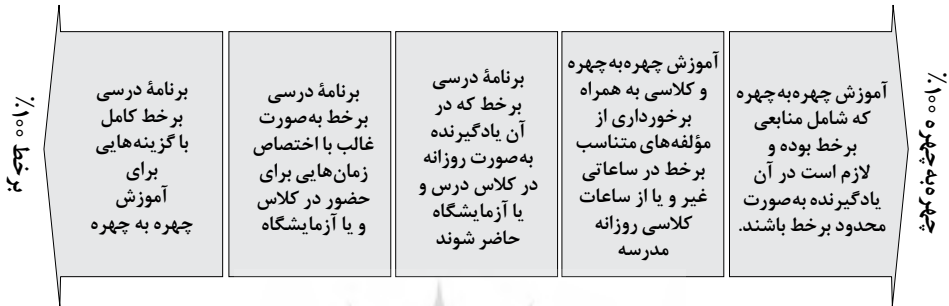 چهره‌به‌چهره ۱۰۰٪
آموزش چهره‌به‌چهره
که شامل منابعی
برخط بوده و
لازم است در آن
یادگیرنده به‌صورت
محدود برخط باشند.
آموزش چهره‌به‌چهره
و کلاسی به همراه
برخورداری از
مؤلفه‌های متناسب
برخط در ساعاتی
غیر و یا از ساعات
کلاسی روزانه
مدرسه
برنامهٔ درسی
برخط که در
آن یادگیرنده
به‌صورت روزانه
در کلاس درس و
یا آزمایشگاه
حاضر شوند
برنامهٔ درسی
برخط به‌صورت
غالب با اختصاص
زمان‌هایی برای
حضور در کلاس
و یا آزمایشگاه
برنامهٔ درسی
برخط کامل
با گزینه‌هایی
برای
آموزش
چهره به چهره
برخط ۱۰۰٪